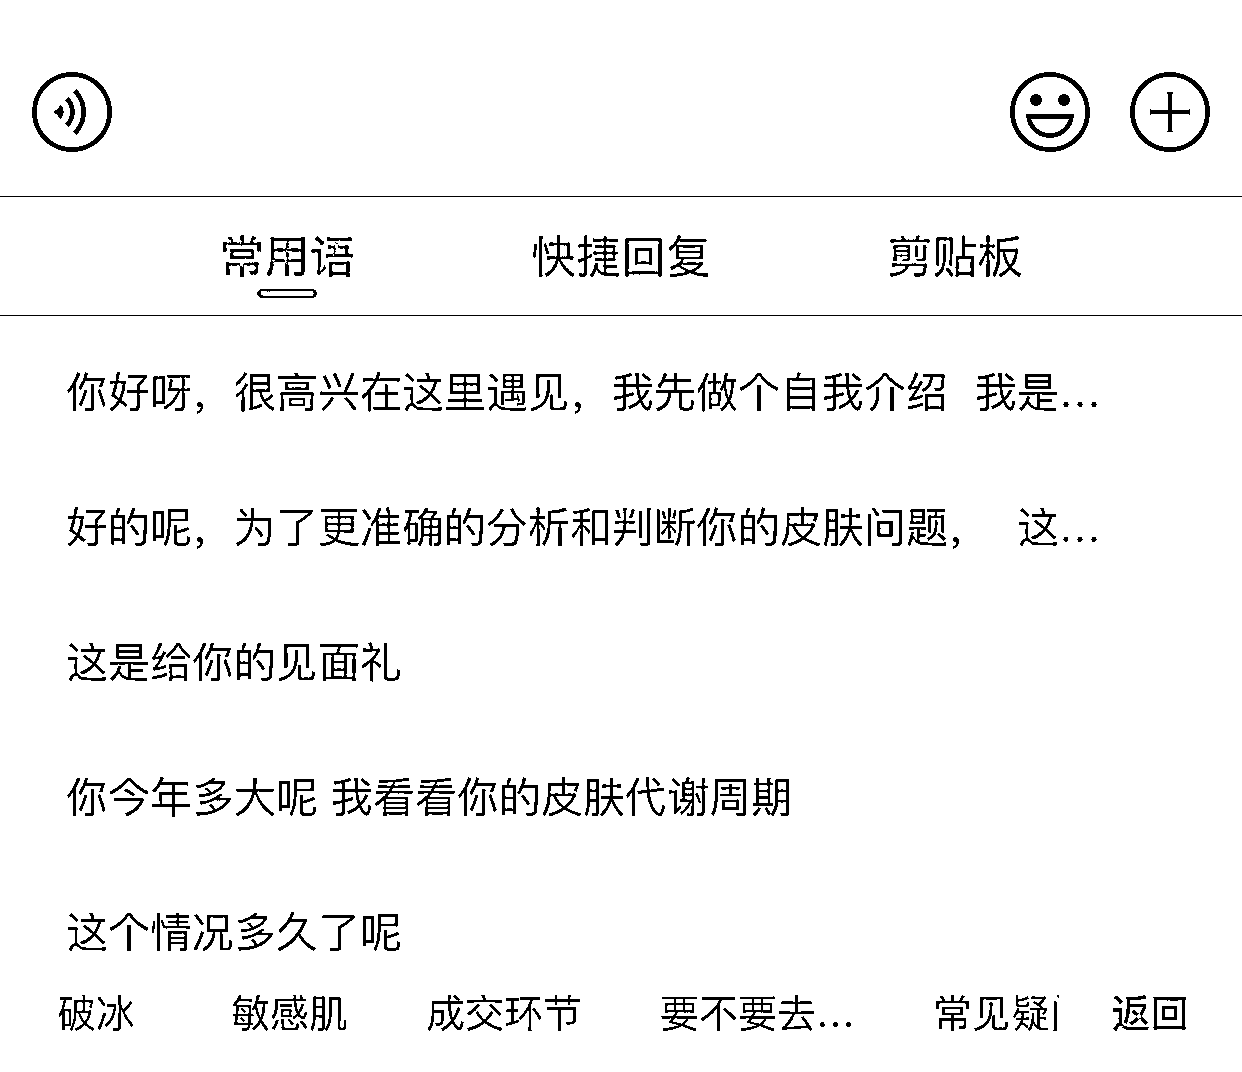 常用语 快捷回复 剪贴板
你好呀，很高兴在这里遇见，我先做个自我介绍 我是...
好的呢，为了更准确的分析和判断你的皮肤问题， 这...
这是给你的见面礼
你今年多大呢 我看看你的皮肤代谢周期
这个情况多久了呢
破冰 敏感肌 成交环节 要不要去... 常见疑 返回